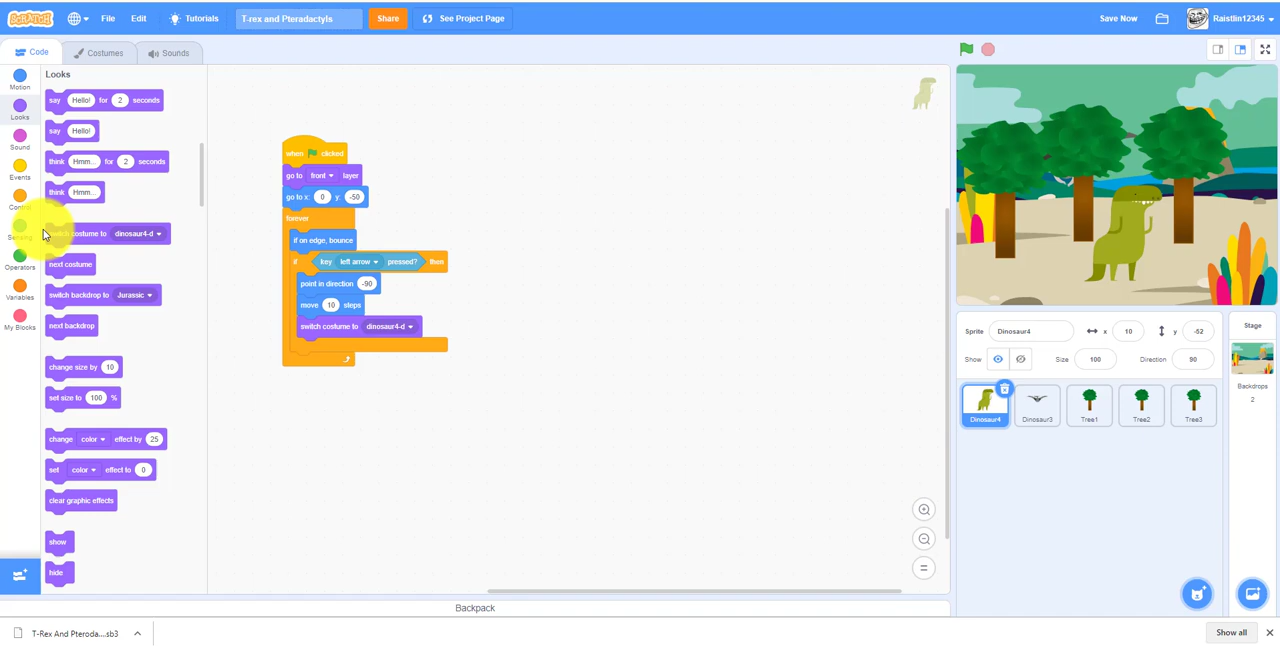 SCRATCH File Edit Tutorials T-rex and Pteradactyls Share See Project Page Save Now Raistlin12345
Code Costumes Sounds
Motion
Looks
Sound
Events
Control
Sensing
Operators
Variables
My Blocks
Looks
say Hello! for 2 seconds
say Hello!
think Hmm... for 2 seconds
think Hmm...
switch costume to dinosaur4-d
next costume
switch backdrop to Jurassic
next backdrop
change size by 10
set size to 100 %
change color effect by 25
set color effect to 0
clear graphic effects
show
hide
when clicked
go to front layer
go to x: 0 y: -50
forever
if on edge, bounce
if key left arrow pressed? then
point in direction -90
move 10 steps
switch costume to dinosaur4-d
Sprite Dinosaur4 x 10 y -52
Show Size 100 Direction 90
Dinosaur4 Dinosaur3 Tree1 Tree2 Tree3
Stage
Backdrops
2
Backpack
T-Rex And Pteroda....sb3
Show all